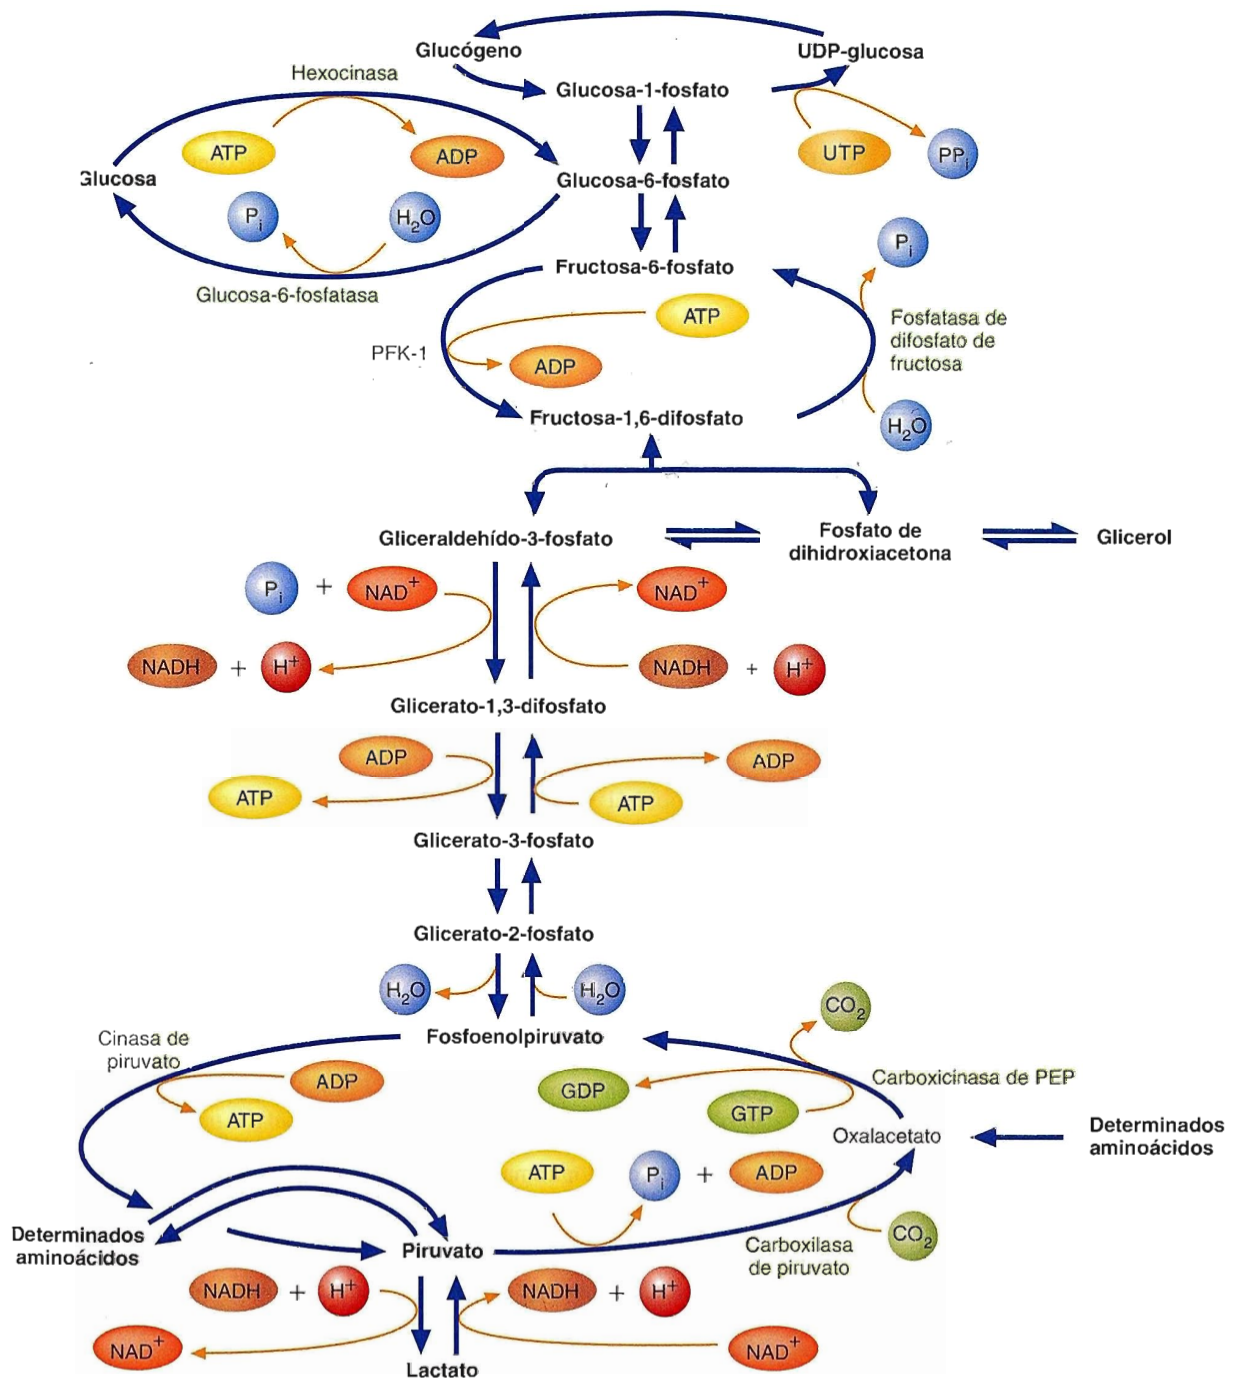 Glucógeno
UDP-glucosa
Hexocinasa
Glucosa-1-fosfato
ATP
ADP
UTP
PPi
Glucosa
Glucosa-6-fosfato
Pi
H2O
Pi
Fructosa-6-fosfato
Glucosa-6-fosfatasa
ATP
Fosfatasa de
difosfato de
fructosa
PFK-1
ADP
Fructosa-1,6-difosfato
H2O
Gliceraldehído-3-fosfato
Fosfato de
dihidroxiacetona
Glicerol
Pi + NAD+
NAD+
NADH + H+
NADH + H+
Glicerato-1,3-difosfato
ADP
ADP
ATP
ATP
Glicerato-3-fosfato
Glicerato-2-fosfato
H2O
H2O
CO2
Cinasa de
piruvato
Fosfoenolpiruvato
ADP
GDP
Carboxicinasa de PEP
ATP
GTP
Oxalacetato
Determinados
aminoácidos
ATP
Pi + ADP
Determinados
aminoácidos
Piruvato
Carboxilasa
de piruvato
CO2
NADH + H+
NADH + H+
NAD+
NAD+
Lactato